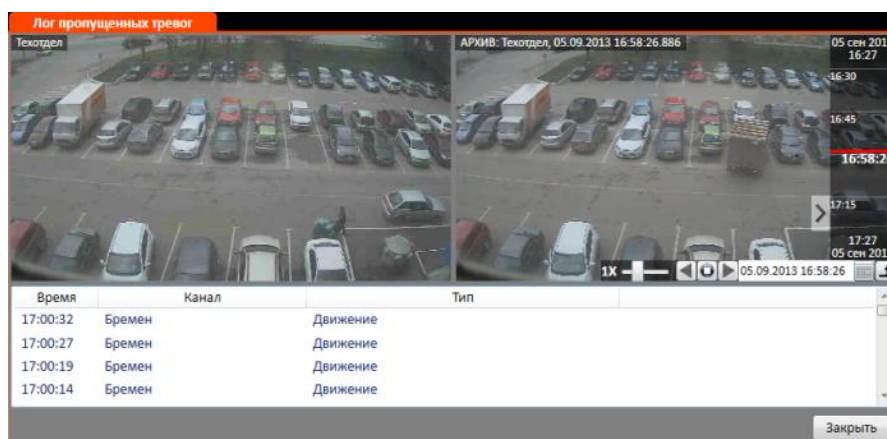 Лог пропущенных тревог
Техотдел
АРХИВ: Техотдел, 05.09.2013 16:58:26.886
05 сен 201
16:27
16:30
16:45
16:58:2
17:15
17:27
05 сен 201
1X
05.09.2013 16:58:26
Время Канал Тип
17:00:32 Бремен Движение
17:00:27 Бремен Движение
17:00:19 Бремен Движение
17:00:14 Бремен Движение
Закрыть